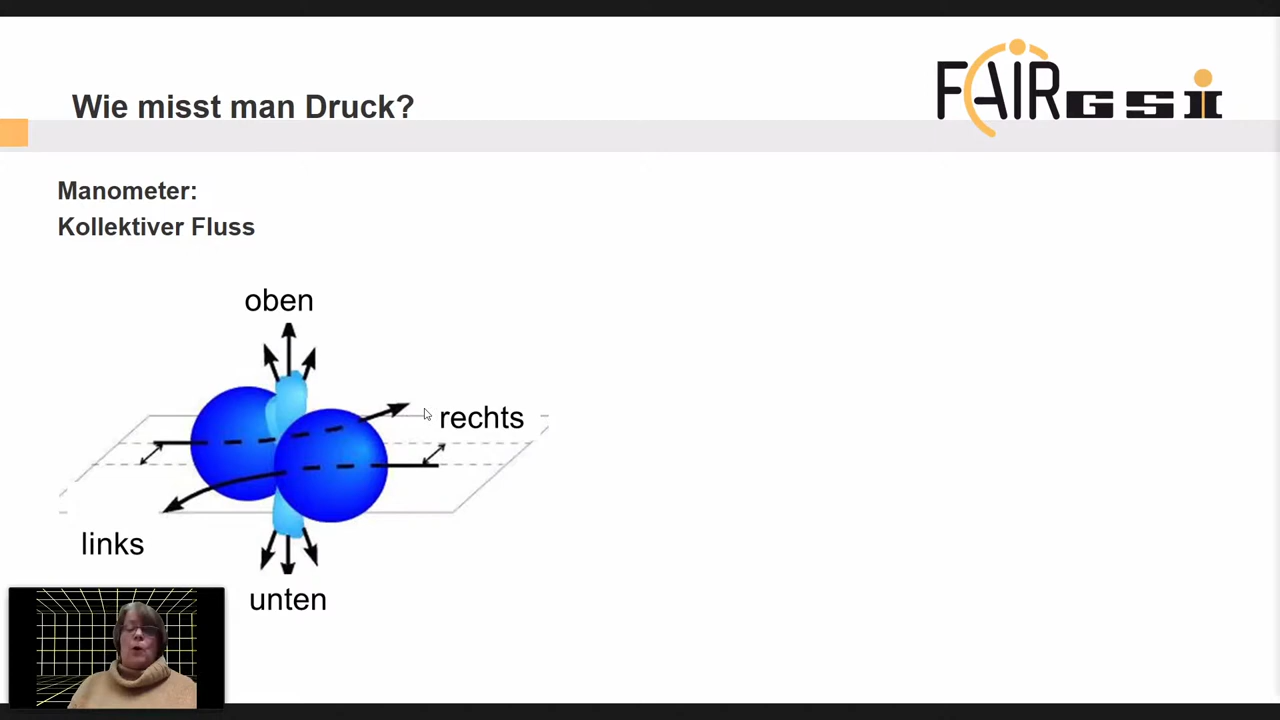 FAIR GSI
Wie misst man Druck?
Manometer:
Kollektiver Fluss
oben
rechts
links
unten